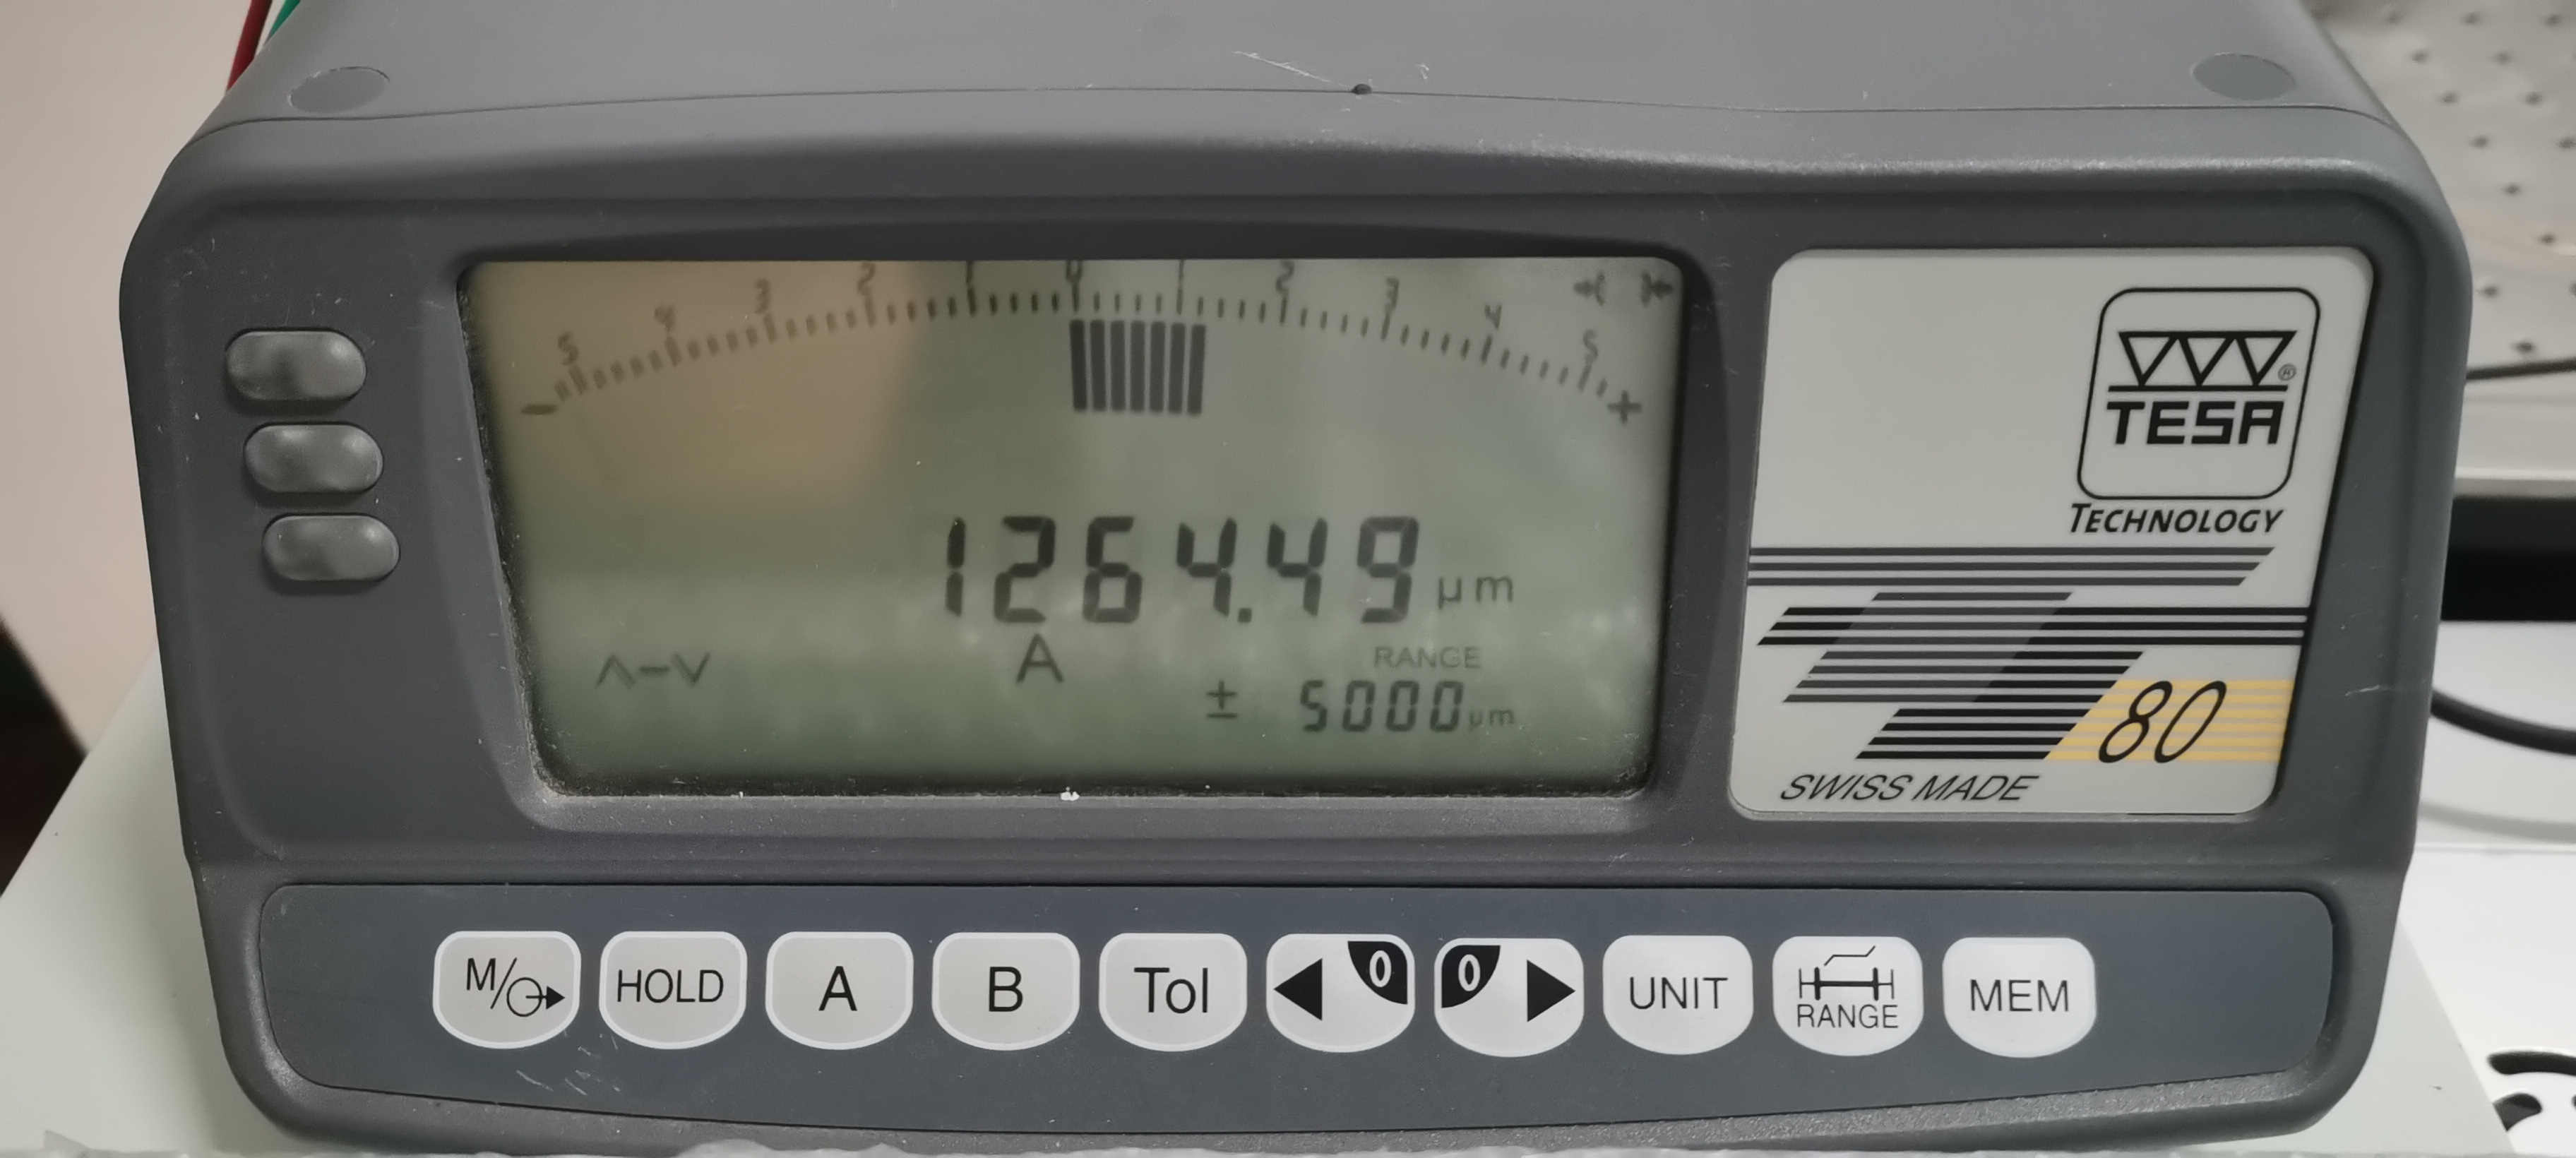 5 4 3 2 1 0 1 2 3 4 5
- +
1264.49 µm
A
RANGE
± 5000 µm
TESA®
TECHNOLOGY
80
SWISS MADE
M/ HOLD A B Tol 0 0 UNIT RANGE MEM